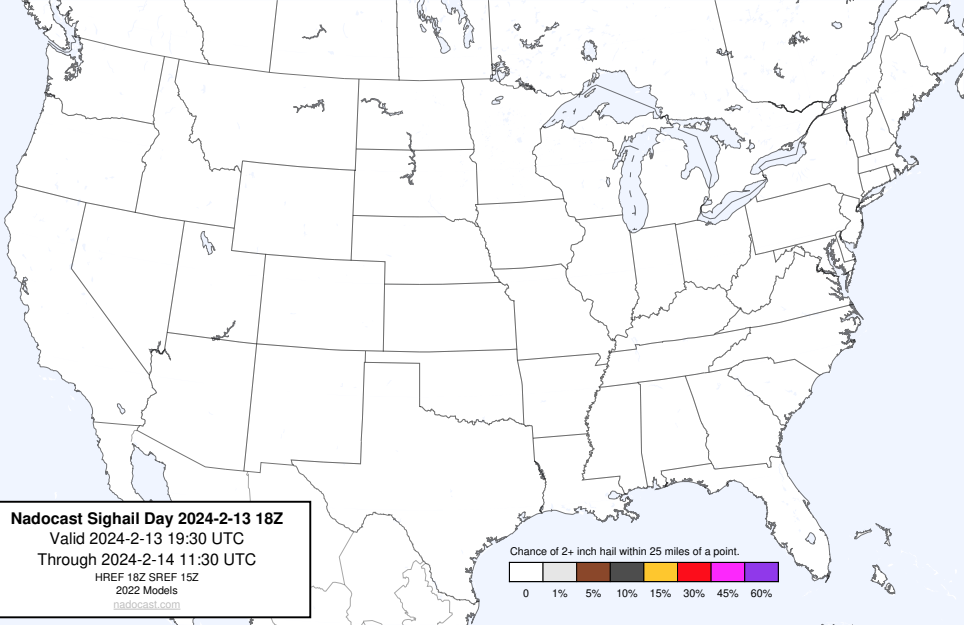 Nadocast Sighail Day 2024-2-13 18Z
Valid 2024-2-13 19:30 UTC
Through 2024-2-14 11:30 UTC
HREF 18Z SREF 15Z
2022 Models
nadocast.com
Chance of 2+ inch hail within 25 miles of a point.
0 1% 5% 10% 15% 30% 45% 60%